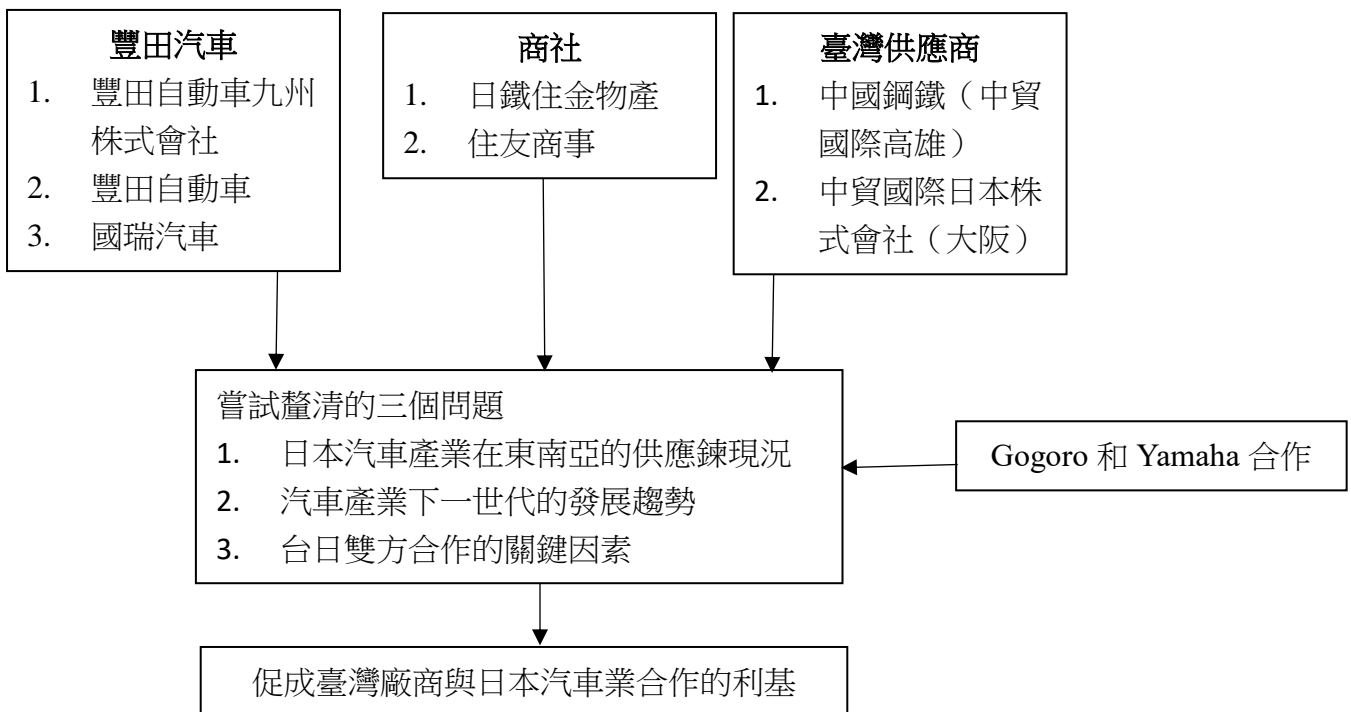 豐田汽車
1. 豐田自動車九州
株式會社
2. 豐田自動車
3. 國瑞汽車
商社
1. 日鐵住金物產
2. 住友商事
臺灣供應商
1. 中國鋼鐵（中貿
國際高雄）
2. 中貿國際日本株
式會社（大阪）
嘗試釐清的三個問題
1. 日本汽車產業在東南亞的供應鍊現況
2. 汽車產業下一世代的發展趨勢
3. 台日雙方合作的關鍵因素
Gogoro 和 Yamaha 合作
促成臺灣廠商與日本汽車業合作的利基